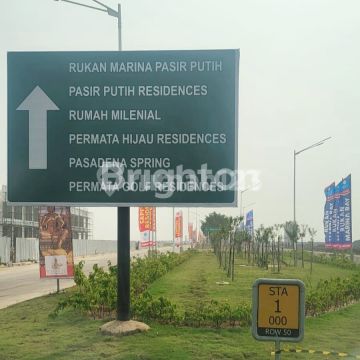 RUKAN MARINA PASIR PUTIH
PASIR PUTIH RESIDENCES
RUMAH MILENIAL
PERMATA HIJAU RESIDENCES
PASADENA SPRING
PERMATA GOLF RESIDENCES
Brighton
STA
1
000
ROW 50